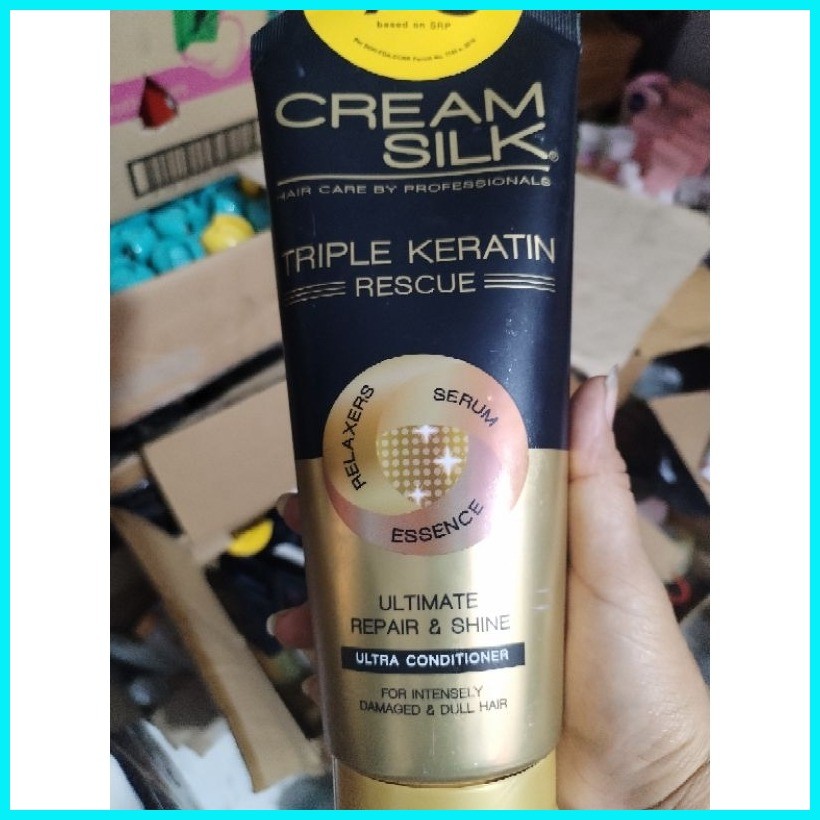 based on SRP
CREAM
SILK®
HAIR CARE BY PROFESSIONALS
TRIPLE KERATIN
RESCUE
RELAXERS
SERUM
ESSENCE
ULTIMATE
REPAIR & SHINE
ULTRA CONDITIONER
FOR INTENSELY
DAMAGED & DULL HAIR